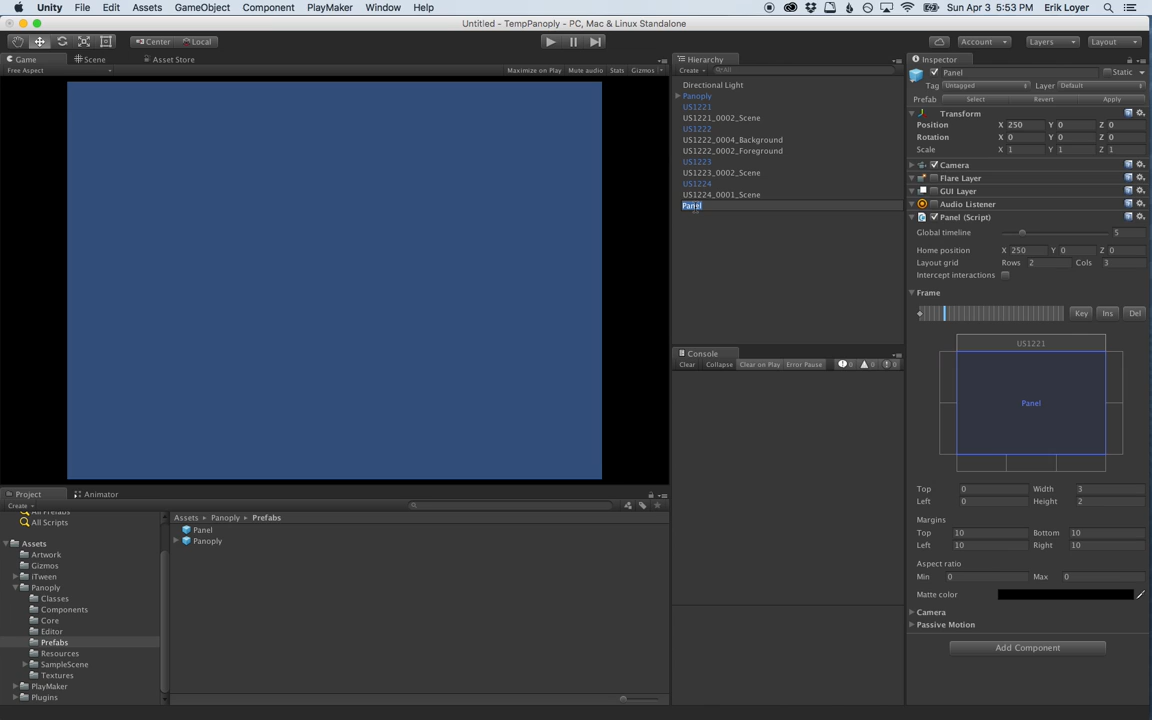 Unity File Edit Assets GameObject Component PlayMaker Window Help Sun Apr 3 5:53 PM Erik Loyer
Untitled - TempPanoply - PC, Mac & Linux Standalone
Center Local Account Layers Layout
Game Scene Asset Store
Free Aspect Maximize on Play Mute audio Stats Gizmos
Hierarchy
Create All
Directional Light
Panoply
US1221
US1221_0002_Scene
US1222
US1222_0004_Background
US1222_0002_Foreground
US1223
US1223_0002_Scene
US1224
US1224_0001_Scene
Panel
Console
Clear Collapse Clear on Play Error Pause 0 0 0
Inspector
Panel Static
Tag Untagged Layer Default
Prefab Select Revert Apply
Transform
Position X 250 Y 0 Z 0
Rotation X 0 Y 0 Z 0
Scale X 1 Y 1 Z 1
Camera
Flare Layer
GUI Layer
Audio Listener
Panel (Script)
Global timeline 5
Home position X 250 Y 0 Z 0
Layout grid Rows 2 Cols 3
Intercept interactions
Frame
Key Ins Del
US1221
Panel
Top 0 Width 3
Left 0 Height 2
Margins
Top 10 Bottom 10
Left 10 Right 10
Aspect ratio
Min 0 Max 0
Matte color
Camera
Passive Motion
Add Component
Project Animator
Create
All Prefabs
All Scripts
Assets
Artwork
Gizmos
iTween
Panoply
Classes
Components
Core
Editor
Prefabs
Resources
SampleScene
Textures
PlayMaker
Plugins
Assets Panoply Prefabs
Panel
Panoply